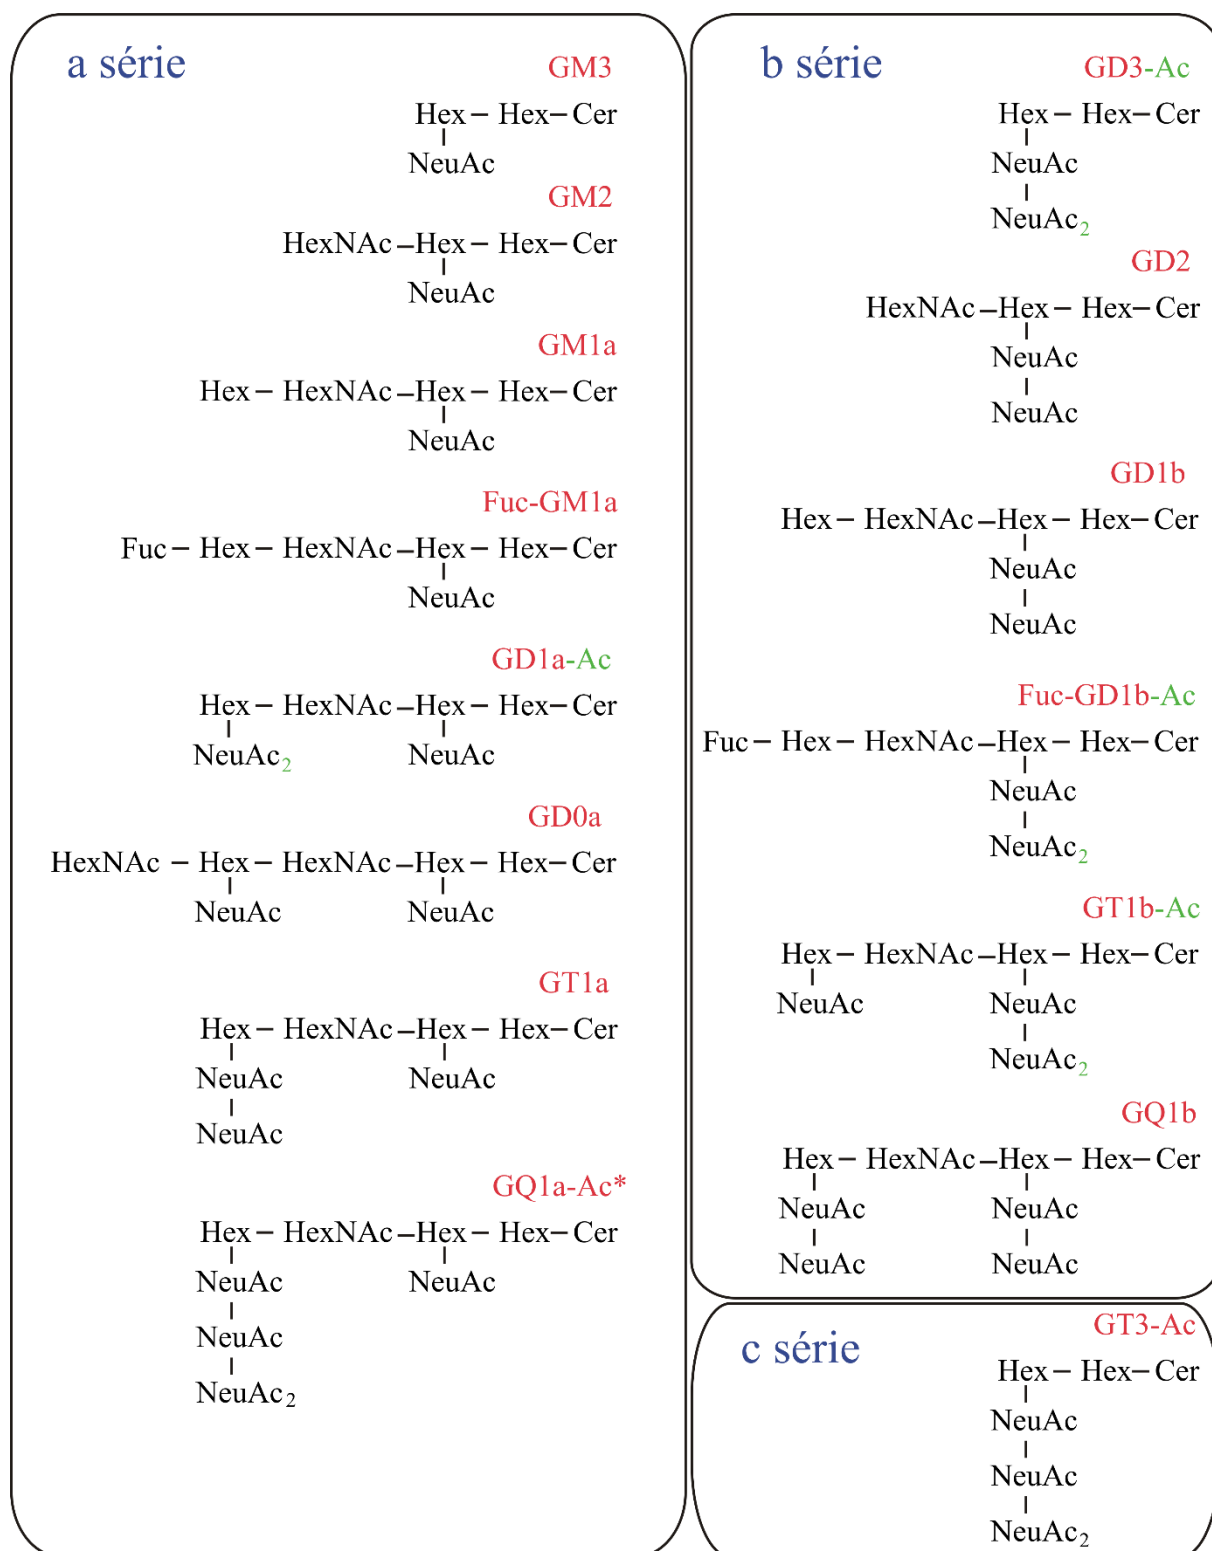 a série
GM3
Hex – Hex – Cer
NeuAc
GM2
HexNAc – Hex – Hex – Cer
NeuAc
GM1a
Hex – HexNAc – Hex – Hex – Cer
NeuAc
Fuc-GM1a
Fuc – Hex – HexNAc – Hex – Hex – Cer
NeuAc
GD1a-Ac
Hex – HexNAc – Hex – Hex – Cer
NeuAc₂ NeuAc
GD0a
HexNAc – Hex – HexNAc – Hex – Hex – Cer
NeuAc NeuAc
GT1a
Hex – HexNAc – Hex – Hex – Cer
NeuAc NeuAc
NeuAc
GQ1a-Ac*
Hex – HexNAc – Hex – Hex – Cer
NeuAc NeuAc
NeuAc
NeuAc₂
b série
GD3-Ac
Hex – Hex – Cer
NeuAc
NeuAc₂
GD2
HexNAc – Hex – Hex – Cer
NeuAc
NeuAc
GD1b
Hex – HexNAc – Hex – Hex – Cer
NeuAc
NeuAc
Fuc-GD1b-Ac
Fuc – Hex – HexNAc – Hex – Hex – Cer
NeuAc
NeuAc₂
GT1b-Ac
Hex – HexNAc – Hex – Hex – Cer
NeuAc NeuAc
NeuAc₂
GQ1b
Hex – HexNAc – Hex – Hex – Cer
NeuAc NeuAc
NeuAc NeuAc
c série
GT3-Ac
Hex – Hex – Cer
NeuAc
NeuAc
NeuAc₂